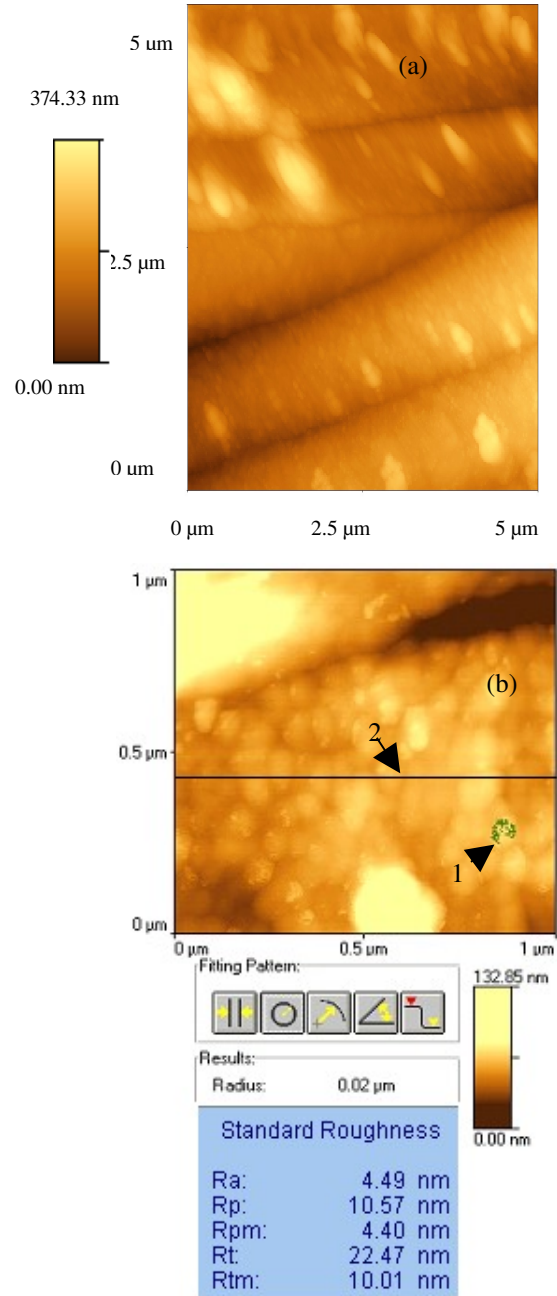 5 um
(a)
374.33 nm
2.5 µm
0.00 nm
0 um
0 µm 2.5 µm 5 µm
1 µm
(b)
2
0.5 µm
1
0 µm
0 µm 0.5 µm 1 µm
Fitting Pattern:
132.85 nm
Results:
Radius: 0.02 µm
0.00 nm
Standard Roughness
Ra: 4.49 nm
Rp: 10.57 nm
Rpm: 4.40 nm
Rt: 22.47 nm
Rtm: 10.01 nm